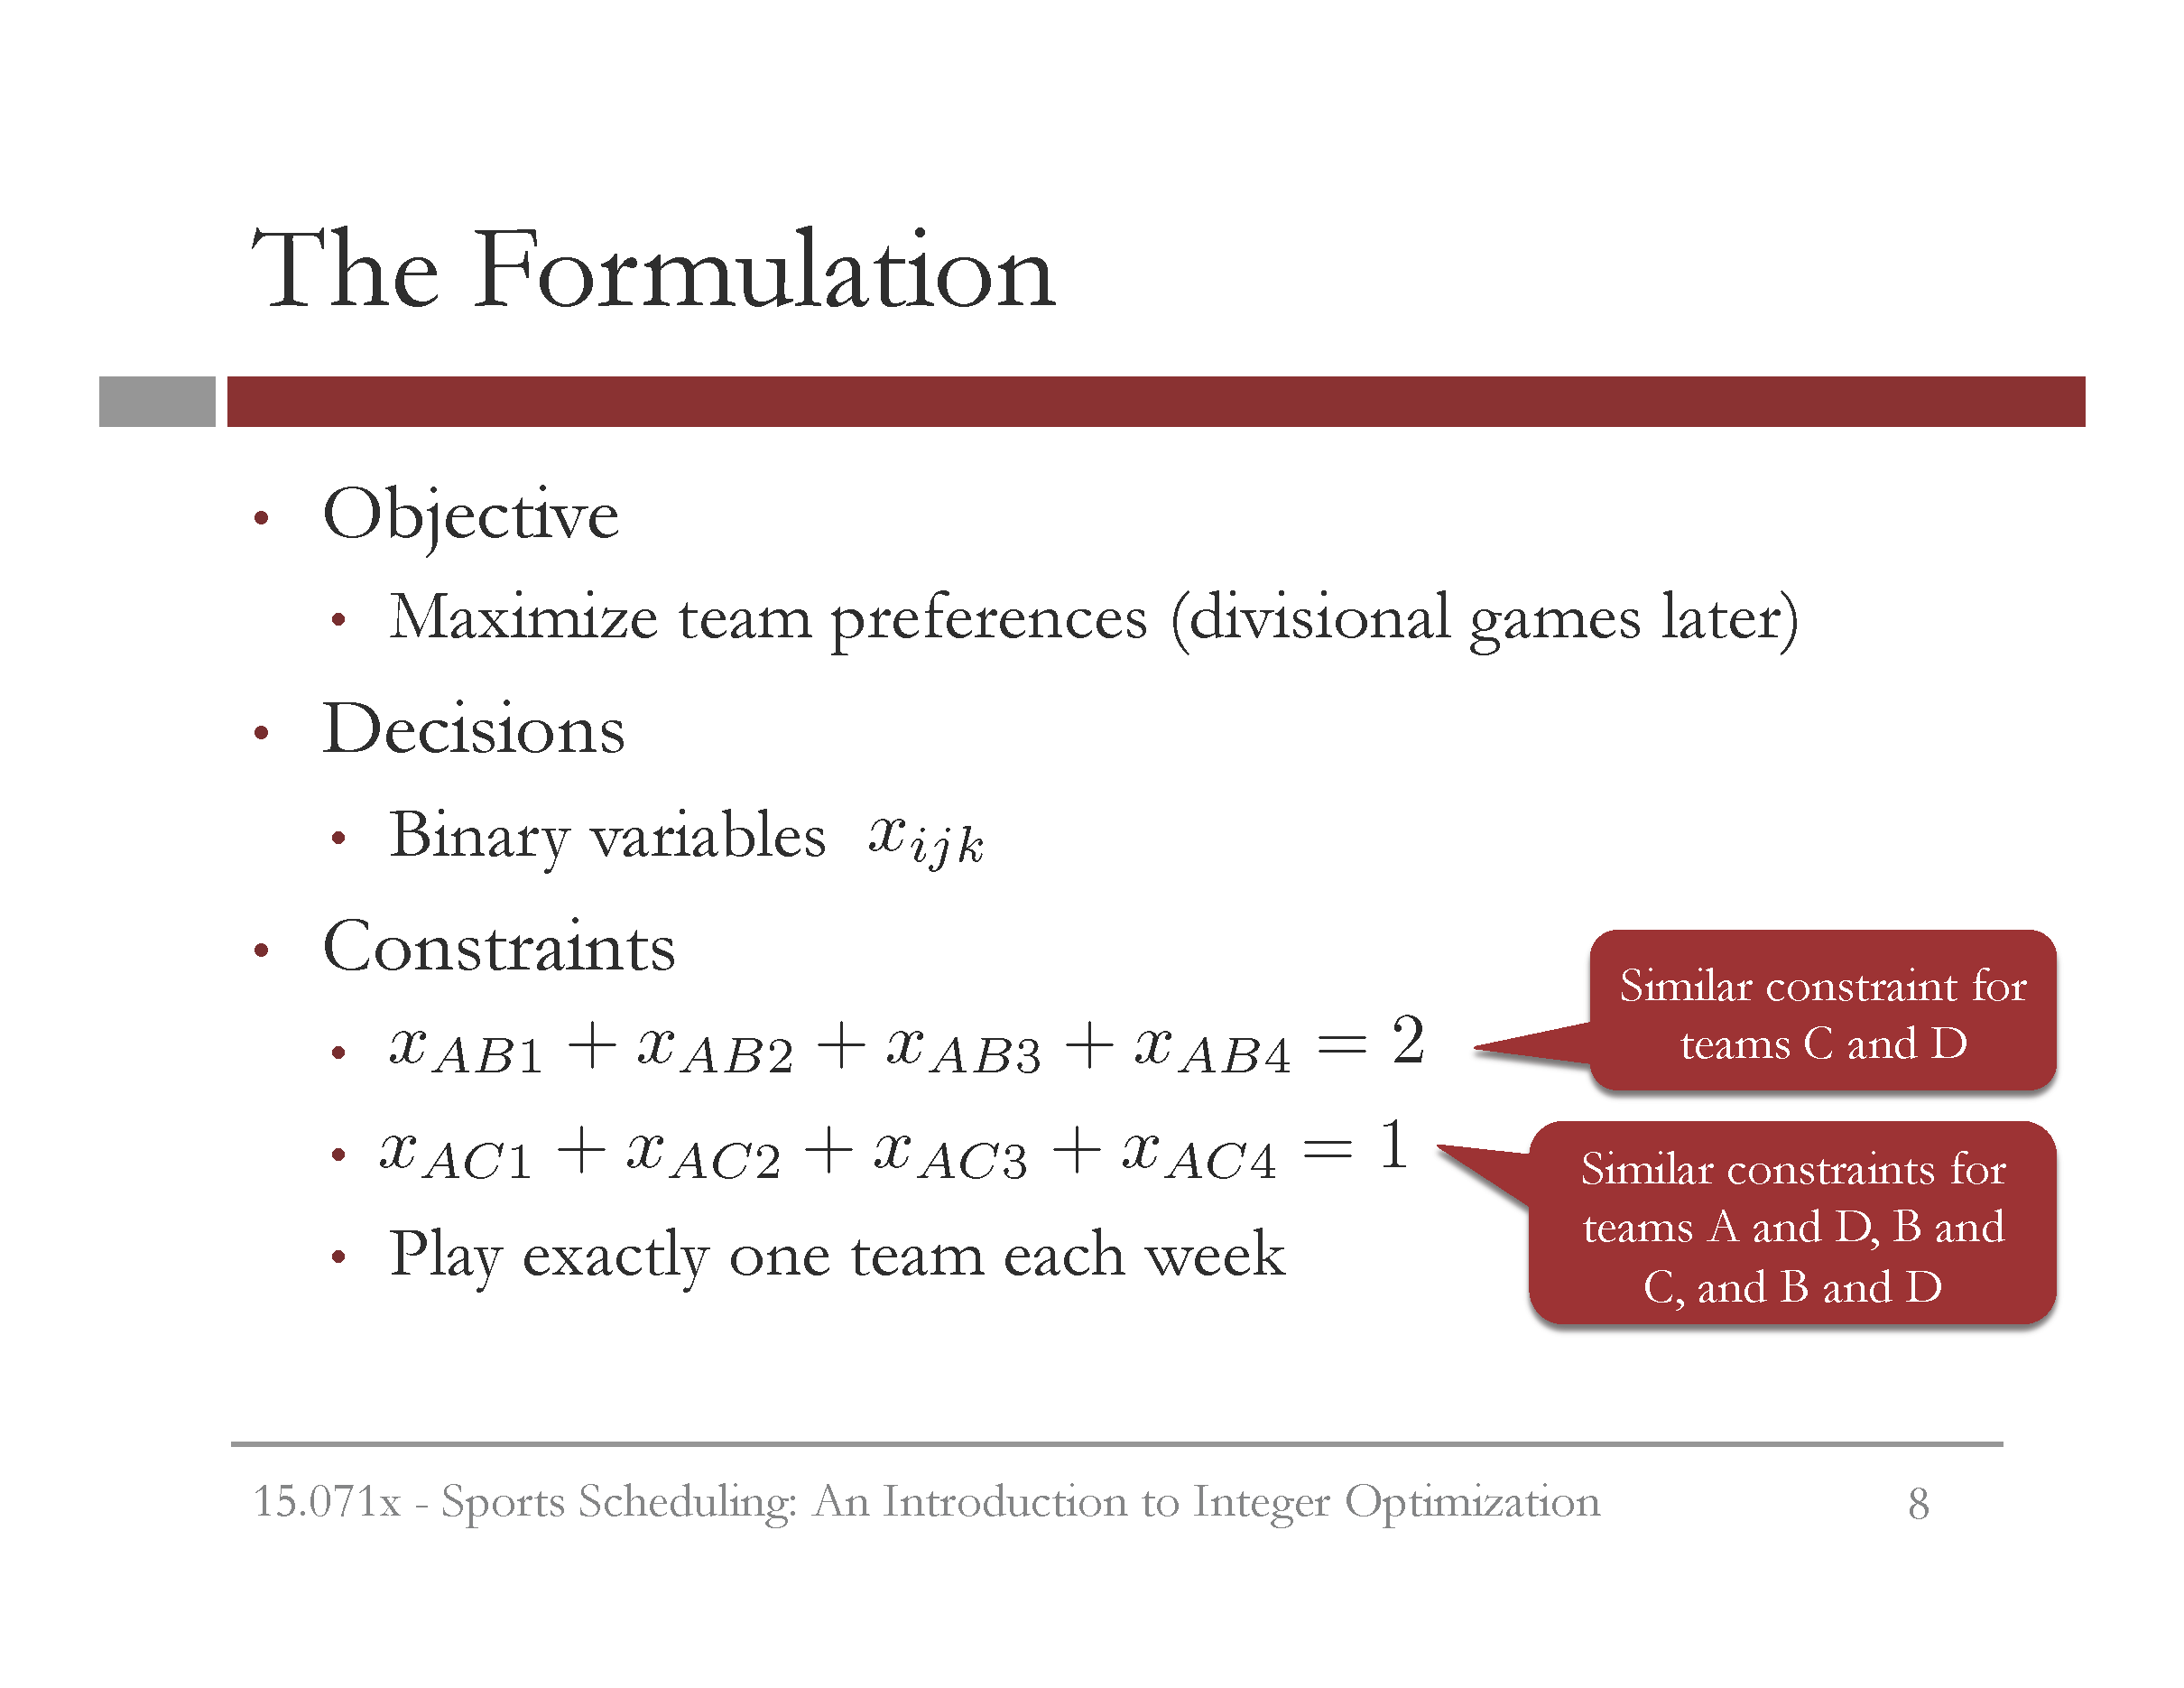 The Formulation
• Objective
• Maximize team preferences (divisional games later)
• Decisions
• Binary variables x_{ijk}
• Constraints
• x_{AB1} + x_{AB2} + x_{AB3} + x_{AB4} = 2
Similar constraint for
teams C and D
• x_{AC1} + x_{AC2} + x_{AC3} + x_{AC4} = 1
Similar constraints for
teams A and D, B and
C, and B and D
• Play exactly one team each week
15.071x - Sports Scheduling: An Introduction to Integer Optimization 8